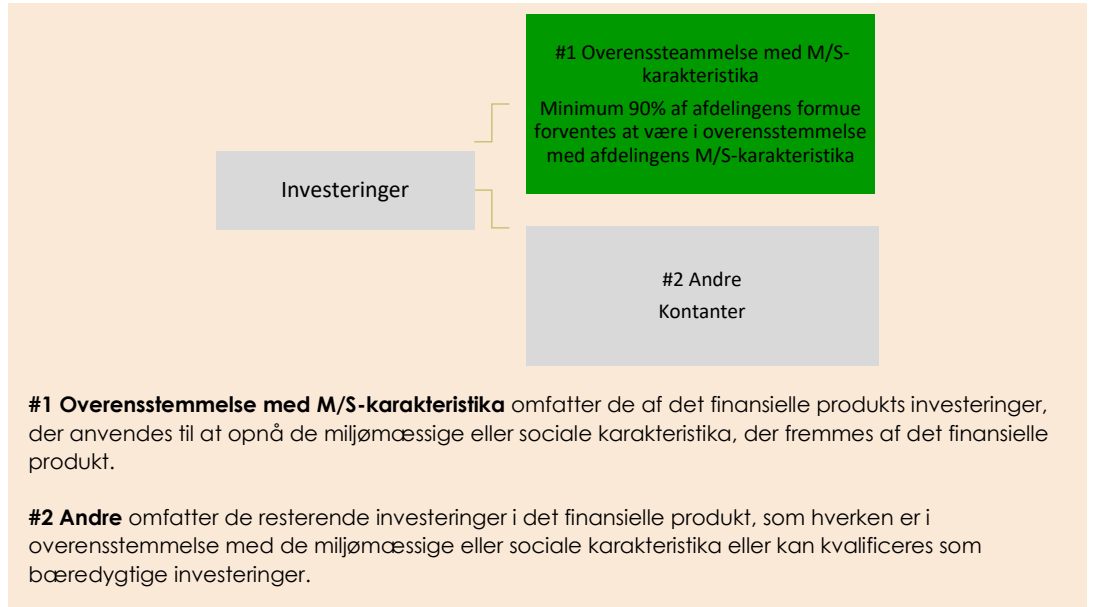 #1 Overenssteammelse med M/S-
karakteristika
Minimum 90% af afdelingens formue
forventes at være i overensstemmelse
med afdelingens M/S-karakteristika
Investeringer
#2 Andre
Kontanter
#1 Overensstemmelse med M/S-karakteristika omfatter de af det finansielle produkts investeringer,
der anvendes til at opnå de miljømæssige eller sociale karakteristika, der fremmes af det finansielle
produkt.
#2 Andre omfatter de resterende investeringer i det finansielle produkt, som hverken er i
overensstemmelse med de miljømæssige eller sociale karakteristika eller kan kvalificeres som
bæredygtige investeringer.